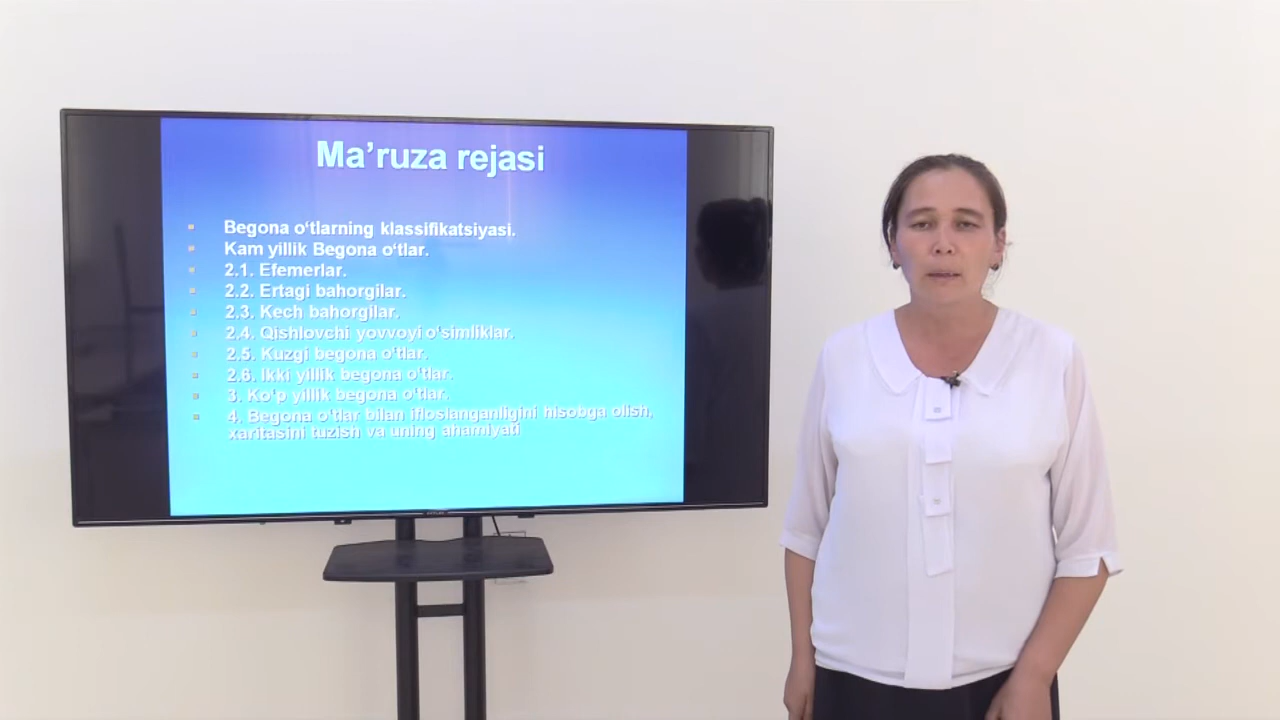 Ma’ruza rejasi
Begona o‘tlarning klassifikatsiyasi.
Kam yillik Begona o‘tlar.
2.1. Efemerlar.
2.2. Ertagi bahorgilar.
2.3. Kech bahorgilar.
2.4. Qishlovchi yovvoyi o‘simliklar.
2.5. Kuzgi begona o‘tlar.
2.6. Ikki yillik begona o‘tlar.
3. Ko‘p yillik begona o‘tlar.
4. Begona o‘tlar bilan ifloslanganligini hisobga olish,
xaritasini tuzish va uning ahamiyati